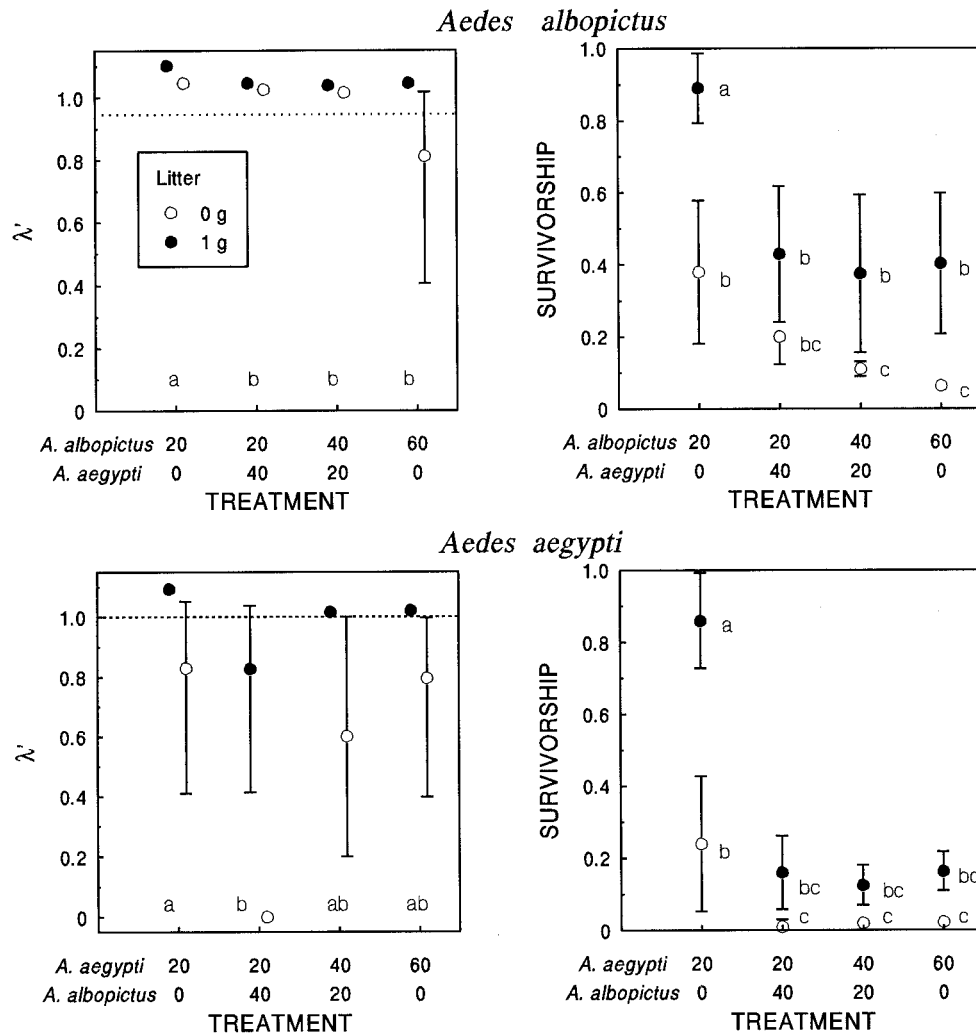 Aedes albopictus
λ'
1.0
0.8
0.6
0.4
0.2
0
Litter
0 g
1 g
a b b b
A. albopictus 20 20 40 60
A. aegypti 0 40 20 0
TREATMENT
SURVIVORSHIP
1.0
0.8
0.6
0.4
0.2
0
a
b
b
bc
b
c
b
c
A. albopictus 20 20 40 60
A. aegypti 0 40 20 0
TREATMENT
Aedes aegypti
λ'
1.0
0.8
0.6
0.4
0.2
0
a b ab ab
A. aegypti 20 20 40 60
A. albopictus 0 40 20 0
TREATMENT
SURVIVORSHIP
1.0
0.8
0.6
0.4
0.2
0
a
b
bc
c
bc
c
bc
c
A. aegypti 20 20 40 60
A. albopictus 0 40 20 0
TREATMENT